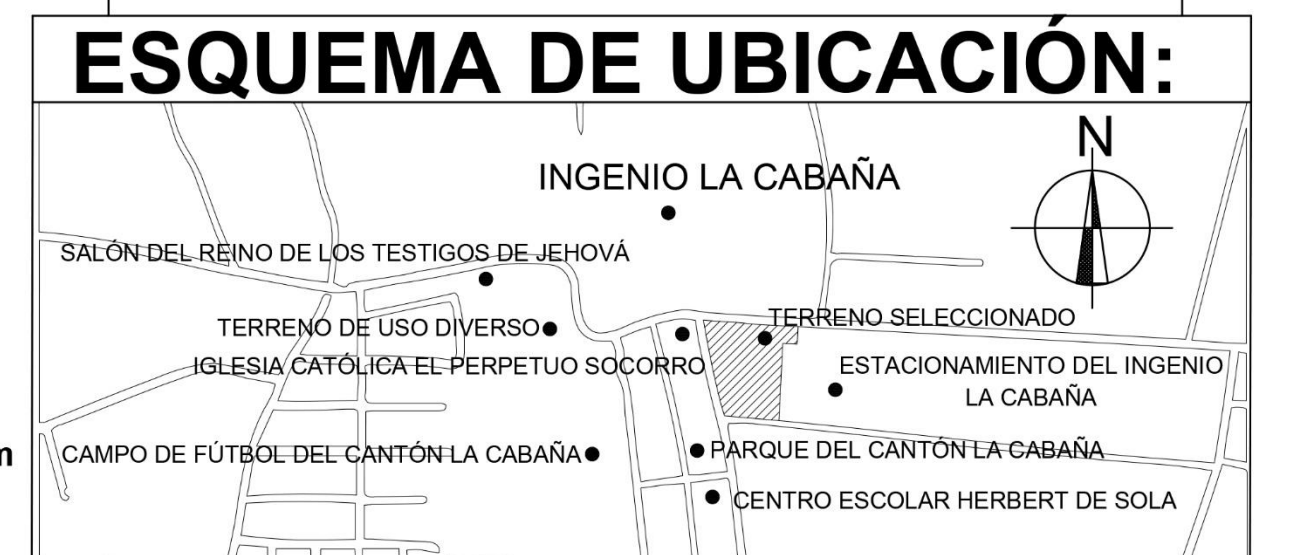 ESQUEMA DE UBICACIÓN:
N
INGENIO LA CABAÑA
SALÓN DEL REINO DE LOS TESTIGOS DE JEHOVÁ
TERRENO SELECCIONADO
TERRENO DE USO DIVERSO
IGLESIA CATÓLICA EL PERPETUO SOCORRO
ESTACIONAMIENTO DEL INGENIO
LA CABAÑA
m
CAMPO DE FÚTBOL DEL CANTÓN LA CABAÑA
PARQUE DEL CANTÓN LA CABAÑA
CENTRO ESCOLAR HERBERT DE SOLA